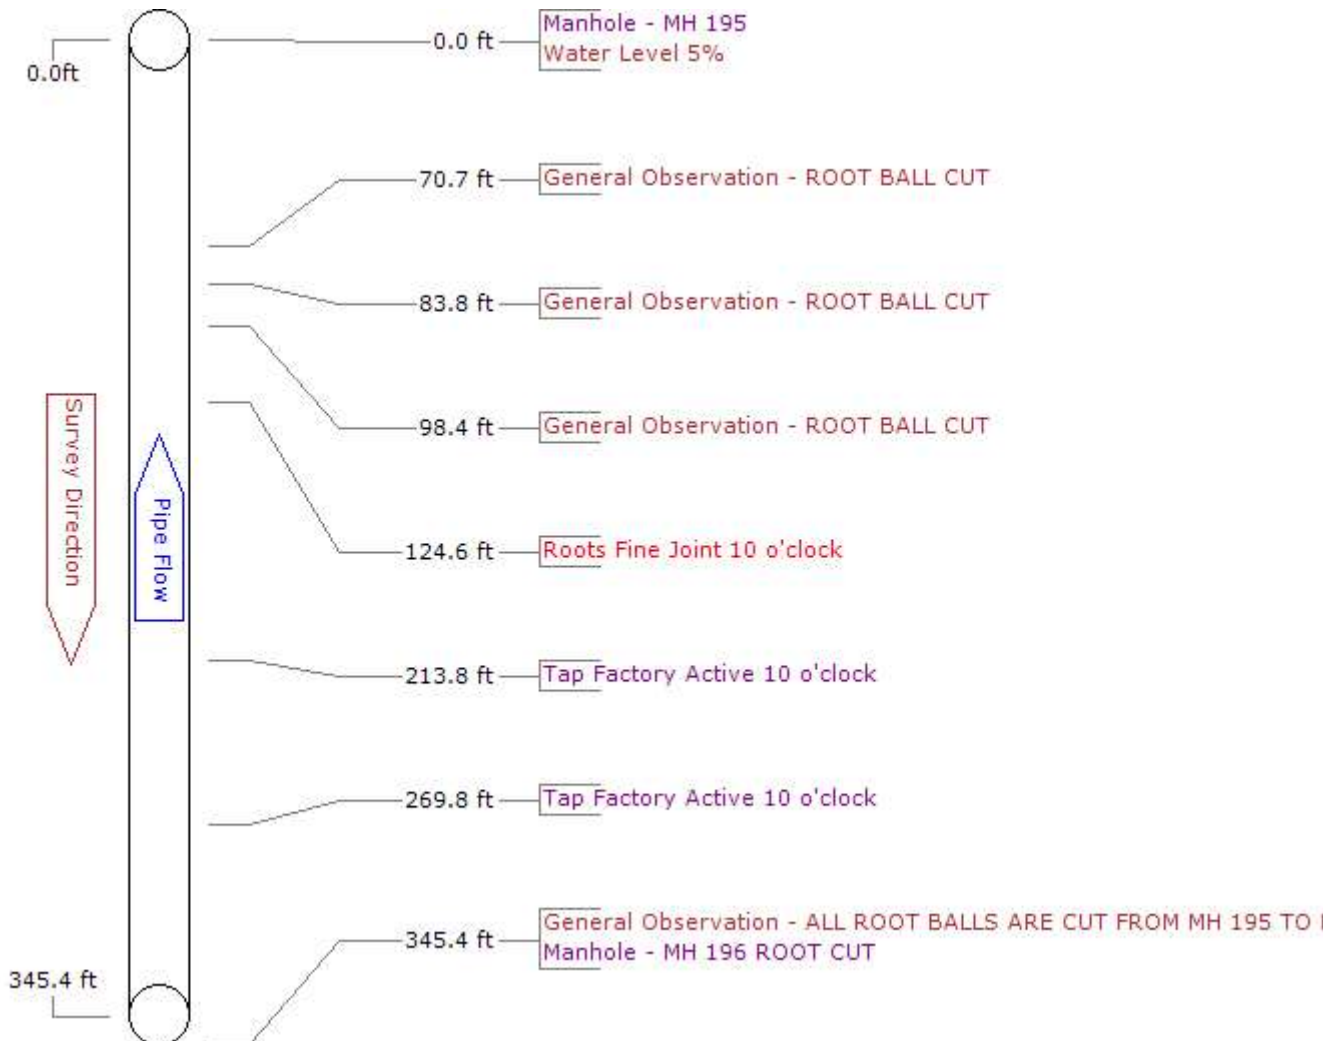 0.0ft
0.0 ft
Manhole - MH 195
Water Level 5%
70.7 ft
General Observation - ROOT BALL CUT
83.8 ft
General Observation - ROOT BALL CUT
98.4 ft
General Observation - ROOT BALL CUT
Survey Direction
Pipe Flow
124.6 ft
Roots Fine Joint 10 o'clock
213.8 ft
Tap Factory Active 10 o'clock
269.8 ft
Tap Factory Active 10 o'clock
345.4 ft
General Observation - ALL ROOT BALLS ARE CUT FROM MH 195 TO
Manhole - MH 196 ROOT CUT
345.4 ft